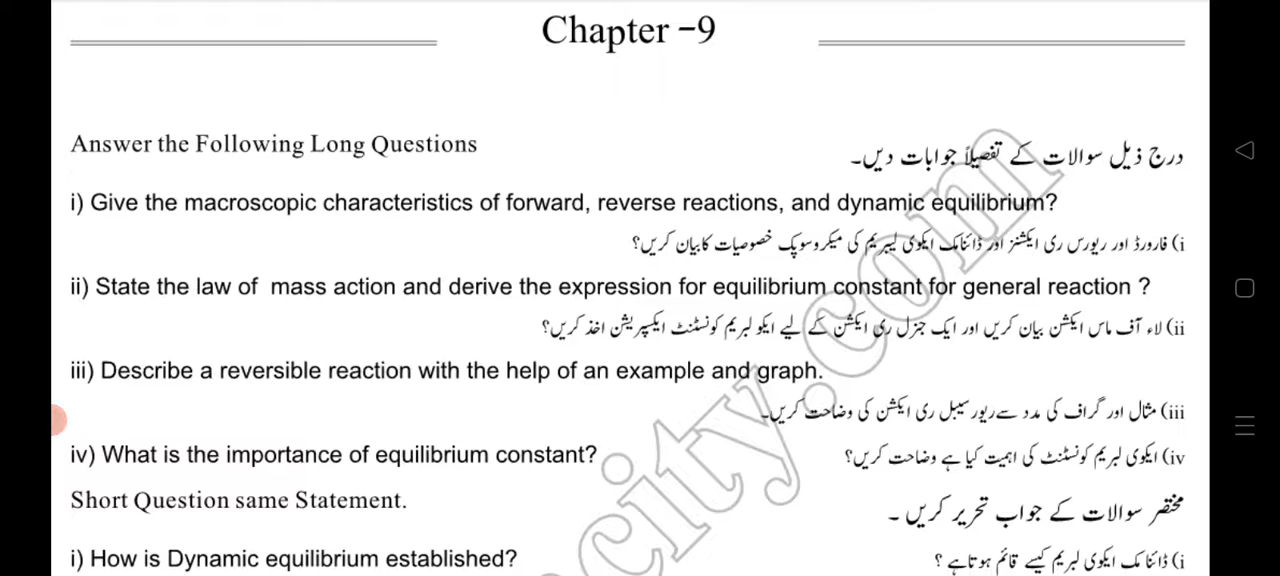 Chapter -9
Answer the Following Long Questions
درج ذیل سوالات کے تفصیلاً جوابات دیں۔
i) Give the macroscopic characteristics of forward, reverse reactions, and dynamic equilibrium?
i) فارورڈ اور ریورس ری ایکشنز اور ڈائنامک ایکوی لیبریم کی میکروسوپک خصوصیات کا بیان کریں؟
ii) State the law of mass action and derive the expression for equilibrium constant for general reaction ?
ii) لاء آف ماس ایکشن بیان کریں اور ایک جنرل ری ایکشن کے لیے ایکو لبریم کونسٹنٹ ایکسپریشن اخذ کریں؟
iii) Describe a reversible reaction with the help of an example and graph.
iii) مثال اور گراف کی مدد سے ریورسیبل ری ایکشن کی وضاحت کریں۔
iv) What is the importance of equilibrium constant?
iv) ایکوی لبریم کونسٹنٹ کی اہمیت کیا ہے وضاحت کریں؟
Short Question same Statement.
مختصر سوالات کے جواب تحریر کریں ۔
i) How is Dynamic equilibrium established?
i) ڈائنامک ایکوی لبریم کیسے قائم ہوتا ہے ؟
city.com